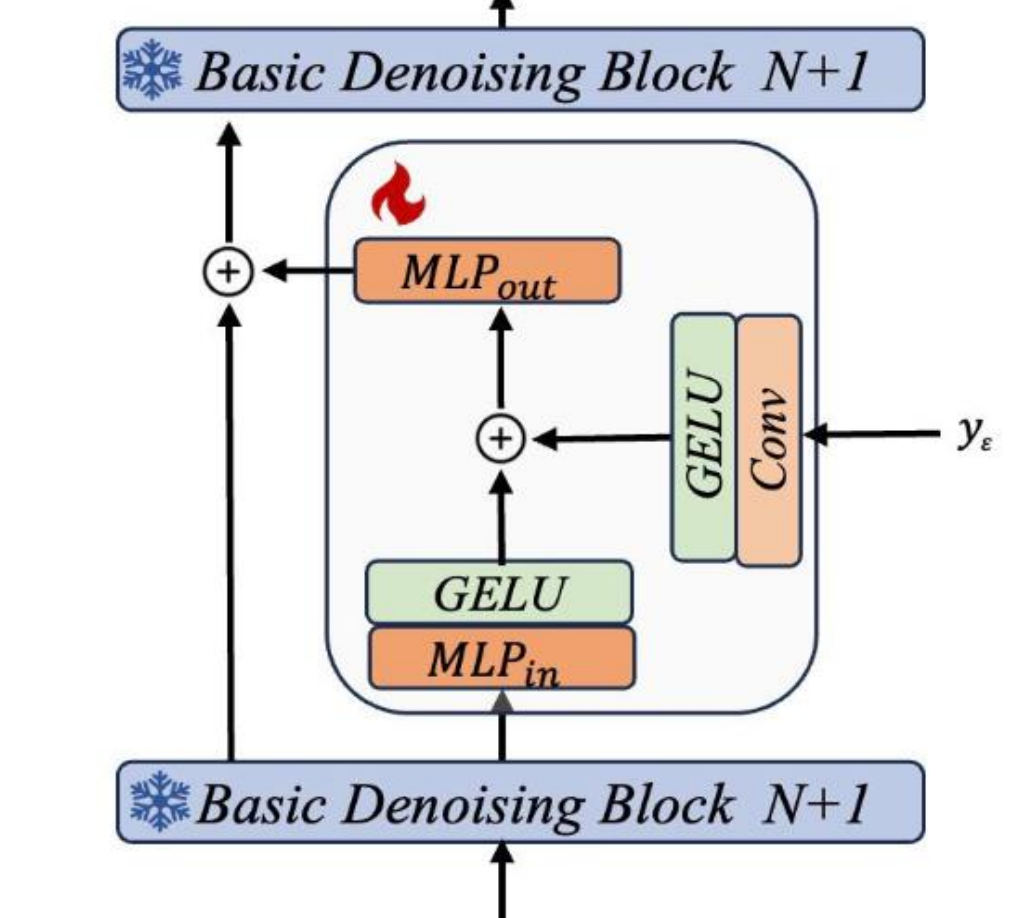 Basic Denoising Block N+1
MLP_out
GELU
Conv
y_ε
GELU
MLP_in
Basic Denoising Block N+1